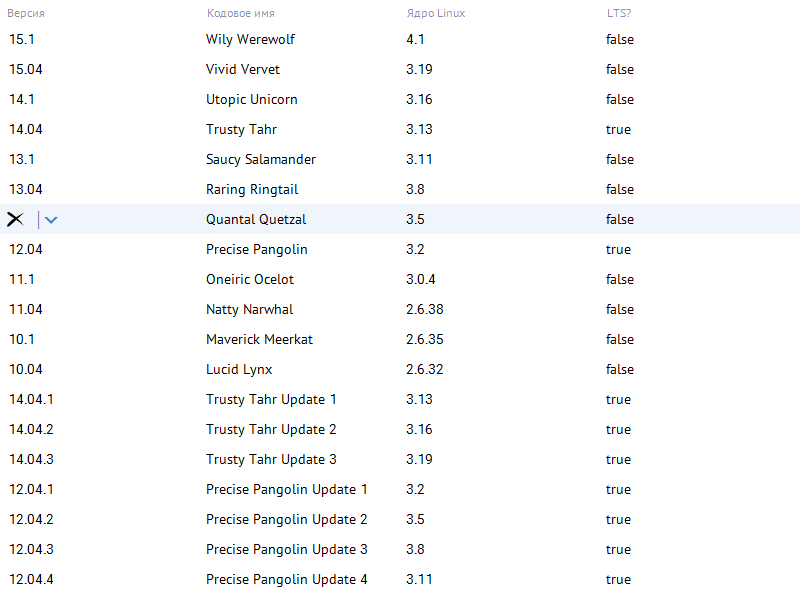 Версия Кодовое имя Ядро Linux LTS?
15.1 Wily Werewolf 4.1 false
15.04 Vivid Vervet 3.19 false
14.1 Utopic Unicorn 3.16 false
14.04 Trusty Tahr 3.13 true
13.1 Saucy Salamander 3.11 false
13.04 Raring Ringtail 3.8 false
Quantal Quetzal 3.5 false
12.04 Precise Pangolin 3.2 true
11.1 Oneiric Ocelot 3.0.4 false
11.04 Natty Narwhal 2.6.38 false
10.1 Maverick Meerkat 2.6.35 false
10.04 Lucid Lynx 2.6.32 false
14.04.1 Trusty Tahr Update 1 3.13 true
14.04.2 Trusty Tahr Update 2 3.16 true
14.04.3 Trusty Tahr Update 3 3.19 true
12.04.1 Precise Pangolin Update 1 3.2 true
12.04.2 Precise Pangolin Update 2 3.5 true
12.04.3 Precise Pangolin Update 3 3.8 true
12.04.4 Precise Pangolin Update 4 3.11 true